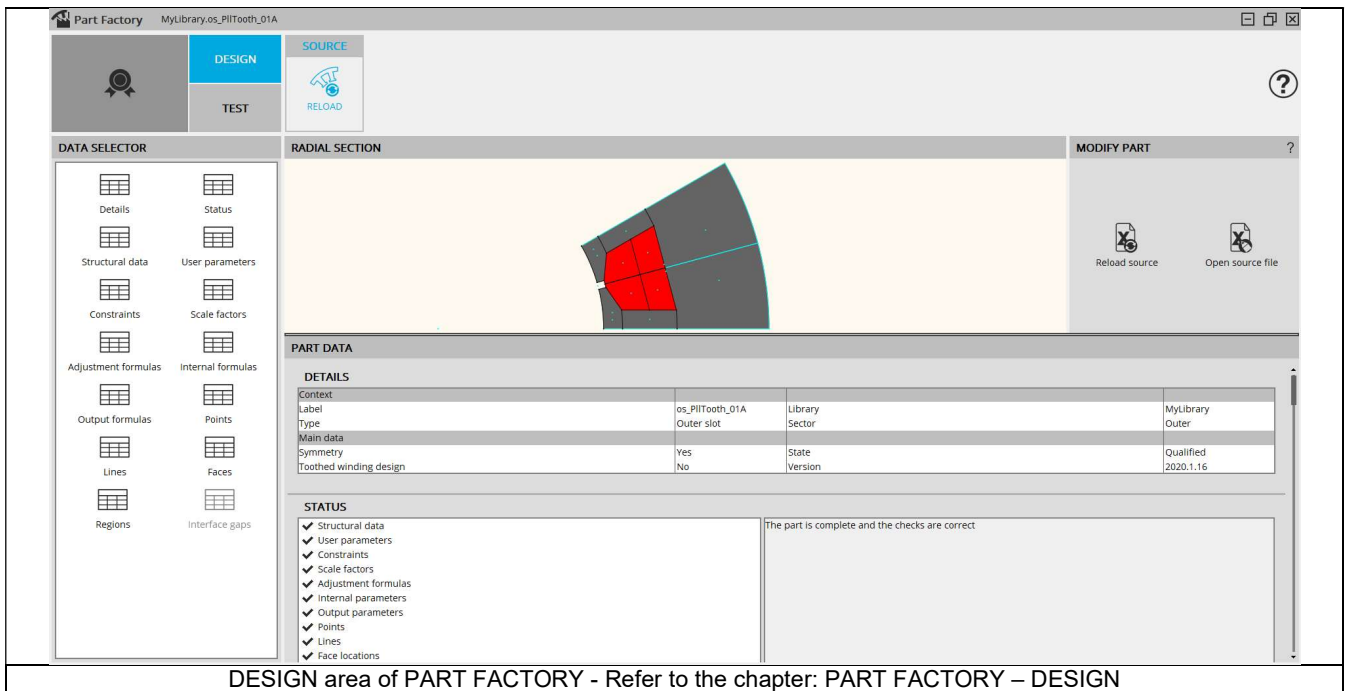 Part Factory MyLibrary.os_PllTooth_01A
DESIGN
TEST
SOURCE
RELOAD
?
DATA SELECTOR
Details Status
Structural data User parameters
Constraints Scale factors
Adjustment formulas Internal formulas
Output formulas Points
Lines Faces
Regions Interface gaps
RADIAL SECTION
MODIFY PART ?
Reload source Open source file
PART DATA
DETAILS
Context
Label os_PllTooth_01A Library MyLibrary
Type Outer slot Sector Outer
Main data
Symmetry Yes State Qualified
Toothed winding design No Version 2020.1.16
STATUS
Structural data
User parameters
Constraints
Scale factors
Adjustment formulas
Internal parameters
Output parameters
Points
Lines
Face locations
The part is complete and the checks are correct
DESIGN area of PART FACTORY - Refer to the chapter: PART FACTORY – DESIGN